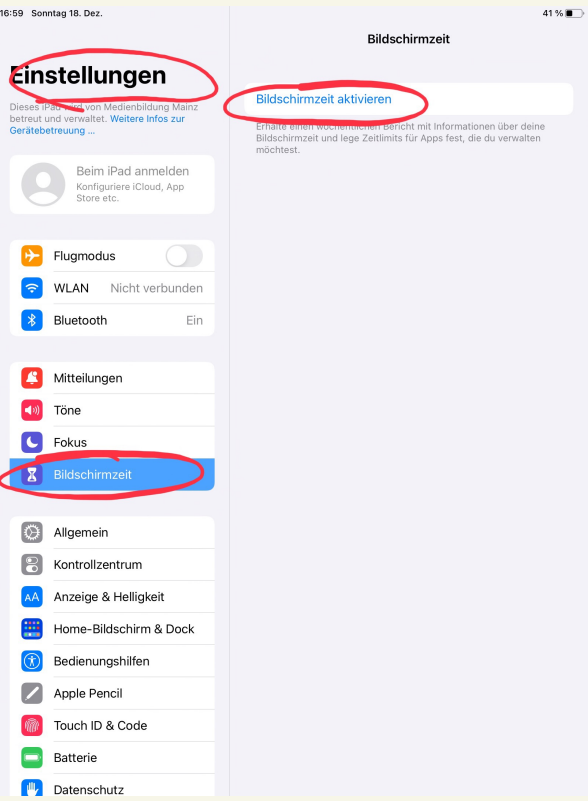 16:59 Sonntag 18. Dez.
41 %
Einstellungen
Dieses iPad wird von Medienbildung Mainz
betreut und verwaltet. Weitere Infos zur
Gerätebetreuung ...
Beim iPad anmelden
Konfiguriere iCloud, App
Store etc.
Flugmodus
WLAN Nicht verbunden
Bluetooth Ein
Mitteilungen
Töne
Fokus
Bildschirmzeit
Allgemein
Kontrollzentrum
AA Anzeige & Helligkeit
Home-Bildschirm & Dock
Bedienungshilfen
Apple Pencil
Touch ID & Code
Batterie
Datenschutz
Bildschirmzeit
Bildschirmzeit aktivieren
Erhalte einen wöchentlichen Bericht mit Informationen über deine
Bildschirmzeit und lege Zeitlimits für Apps fest, die du verwalten
möchtest.